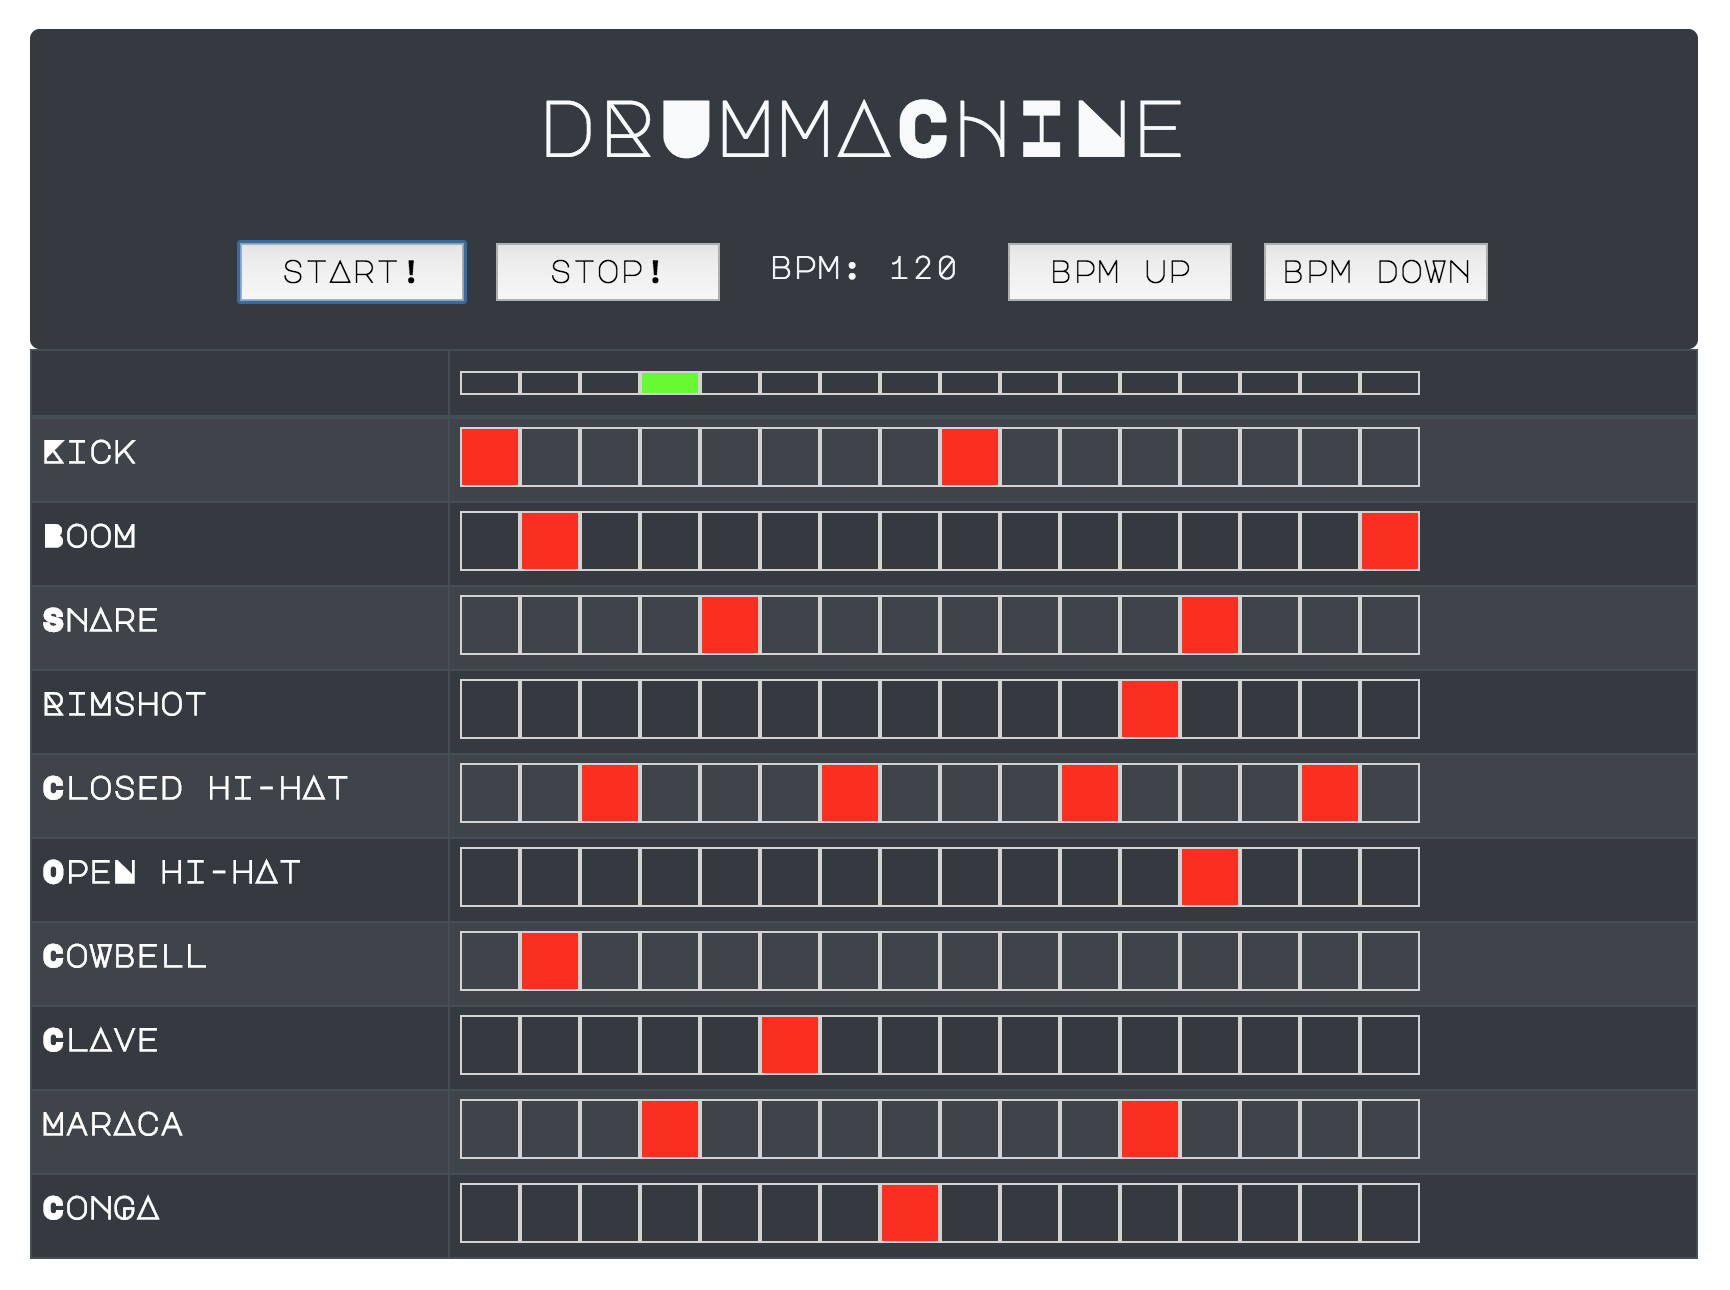 DRUMMACHINE
START! STOP! BPM: 120 BPM UP BPM DOWN
KICK
BOOM
SNARE
RIMSHOT
CLOSED HI-HAT
OPEN HI-HAT
COWBELL
CLAVE
MARACA
CONGA